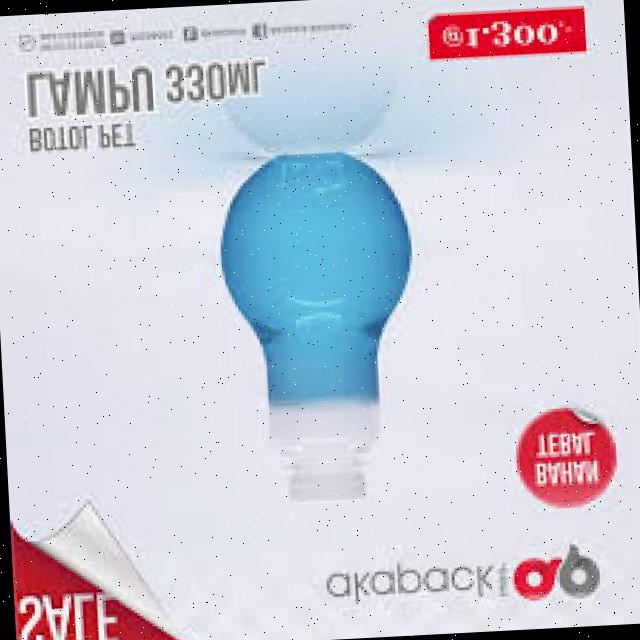 akapack
SALE
BAHAN
TEBAL
BOTOL PET
LAMPU 330ML
@1.300,-